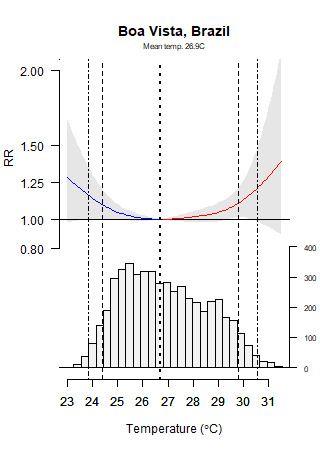 Boa Vista, Brazil
Mean temp. 26.9C
2.00
1.50
1.25
1.00
0.80
RR
400
300
200
100
0
23 24 25 26 27 28 29 30 31
Temperature (°C)